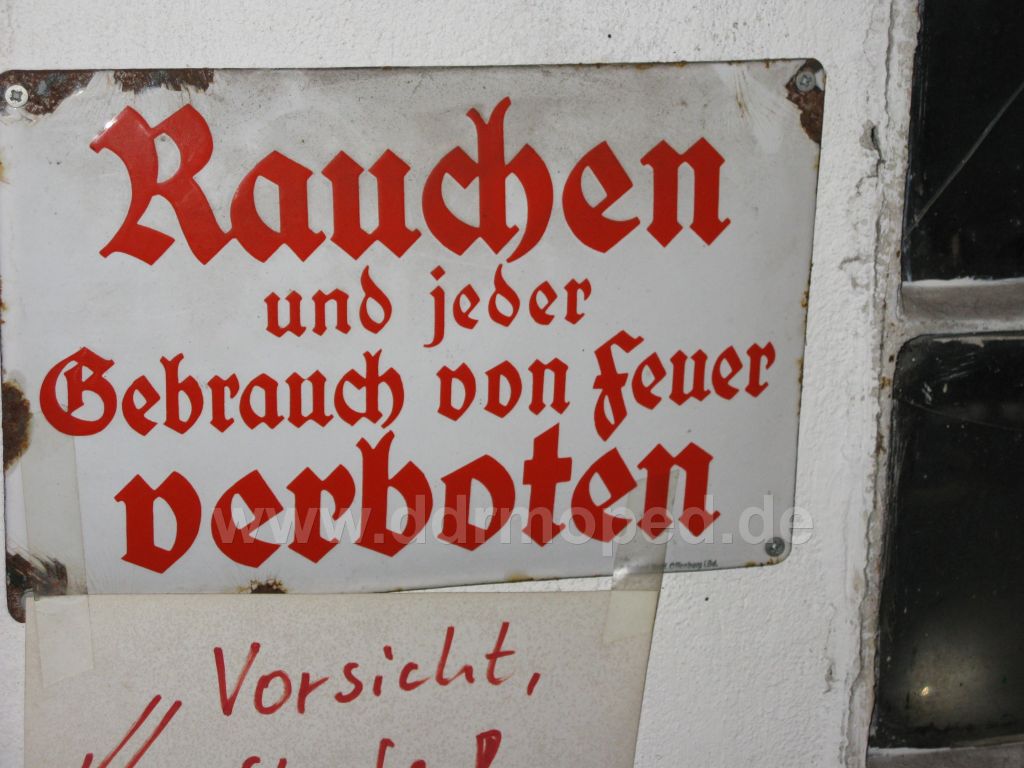 Rauchen
und jeder
Gebrauch von Feuer
verboten
www.ddrmoped.de
Vorsicht,